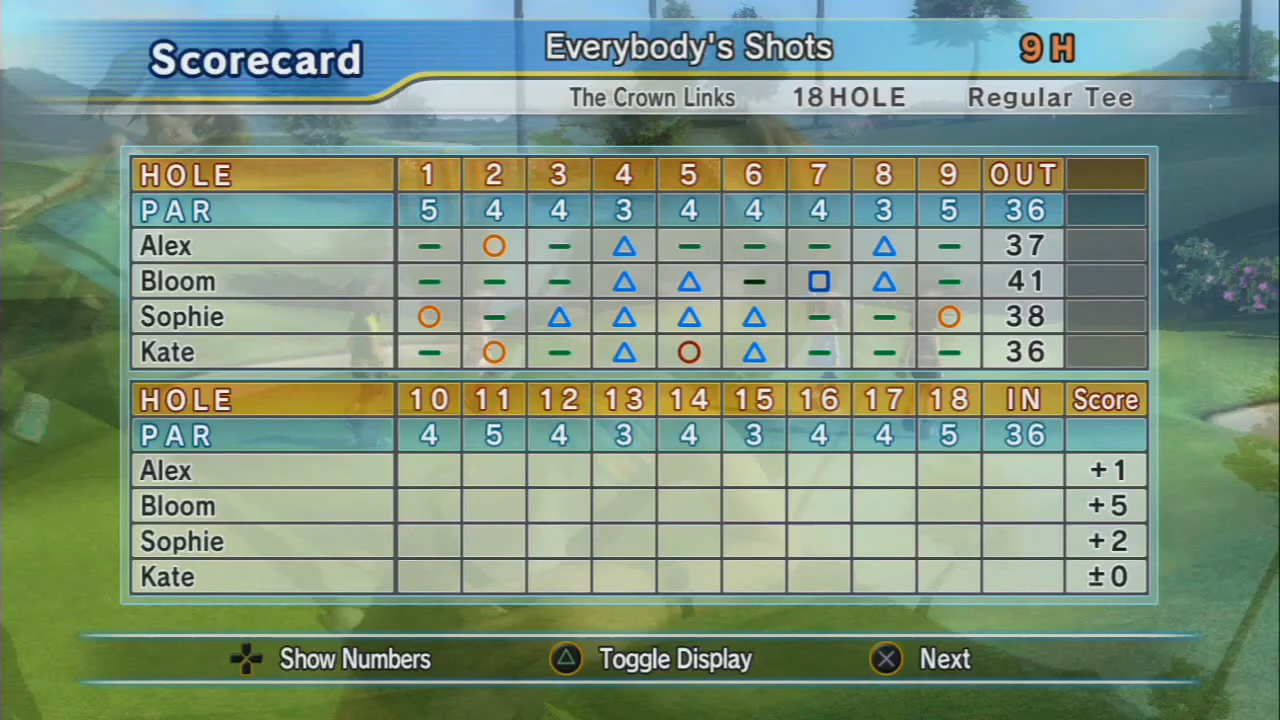 Scorecard Everybody's Shots 9H
The Crown Links 18HOLE Regular Tee
HOLE 1 2 3 4 5 6 7 8 9 OUT
PAR 5 4 4 3 4 4 4 3 5 36
Alex – ○ – △ – – – △ – 37
Bloom – – – △ △ – □ △ – 41
Sophie ○ – △ △ △ △ – – ○ 38
Kate – ○ – △ ○ △ – – – 36
HOLE 10 11 12 13 14 15 16 17 18 IN Score
PAR 4 5 4 3 4 3 4 4 5 36
Alex +1
Bloom +5
Sophie +2
Kate ±0
Show Numbers Toggle Display Next